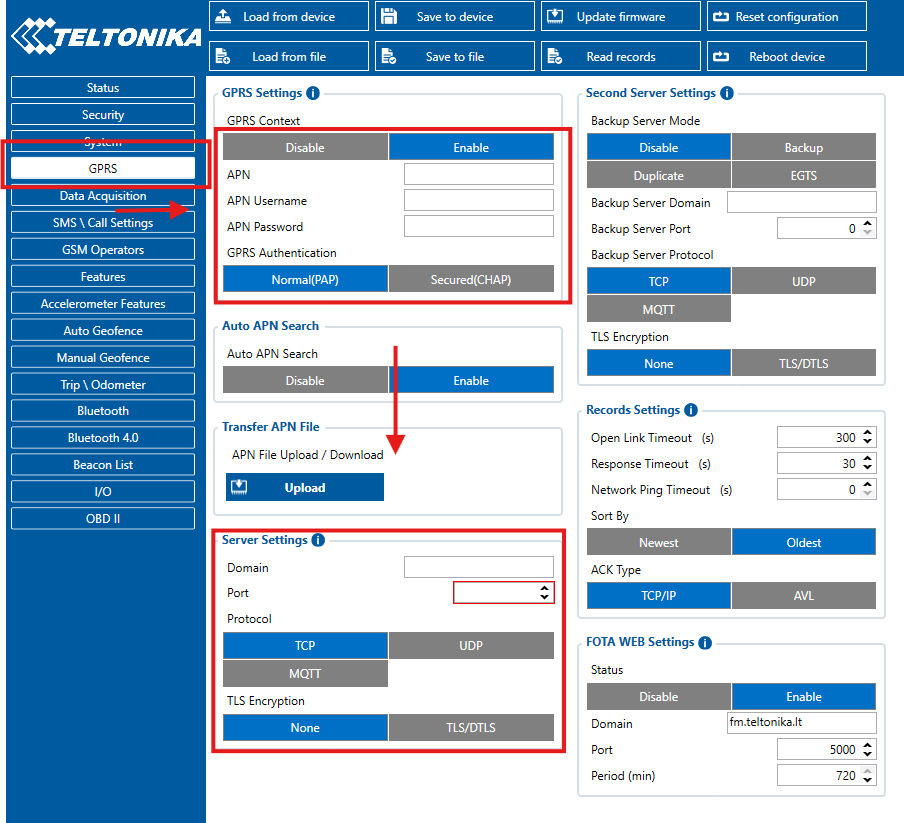 TELTONIKA
Load from device
Save to device
Update firmware
Reset configuration
Load from file
Save to file
Read records
Reboot device
Status
Security
System
GPRS
Data Acquisition
SMS \ Call Settings
GSM Operators
Features
Accelerometer Features
Auto Geofence
Manual Geofence
Trip \ Odometer
Bluetooth
Bluetooth 4.0
Beacon List
I/O
OBD II
GPRS Settings i
GPRS Context
Disable Enable
APN
APN Username
APN Password
GPRS Authentication
Normal(PAP) Secured(CHAP)
Auto APN Search
Auto APN Search
Disable Enable
Transfer APN File
APN File Upload / Download
Upload
Server Settings i
Domain
Port
Protocol
TCP UDP
MQTT
TLS Encryption
None TLS/DTLS
Second Server Settings i
Backup Server Mode
Disable Backup
Duplicate EGTS
Backup Server Domain
Backup Server Port 0
Backup Server Protocol
TCP UDP
MQTT
TLS Encryption
None TLS/DTLS
Records Settings i
Open Link Timeout (s) 300
Response Timeout (s) 30
Network Ping Timeout (s) 0
Sort By
Newest Oldest
ACK Type
TCP/IP AVL
FOTA WEB Settings i
Status
Disable Enable
Domain fm.teltonika.lt
Port 5000
Period (min) 720